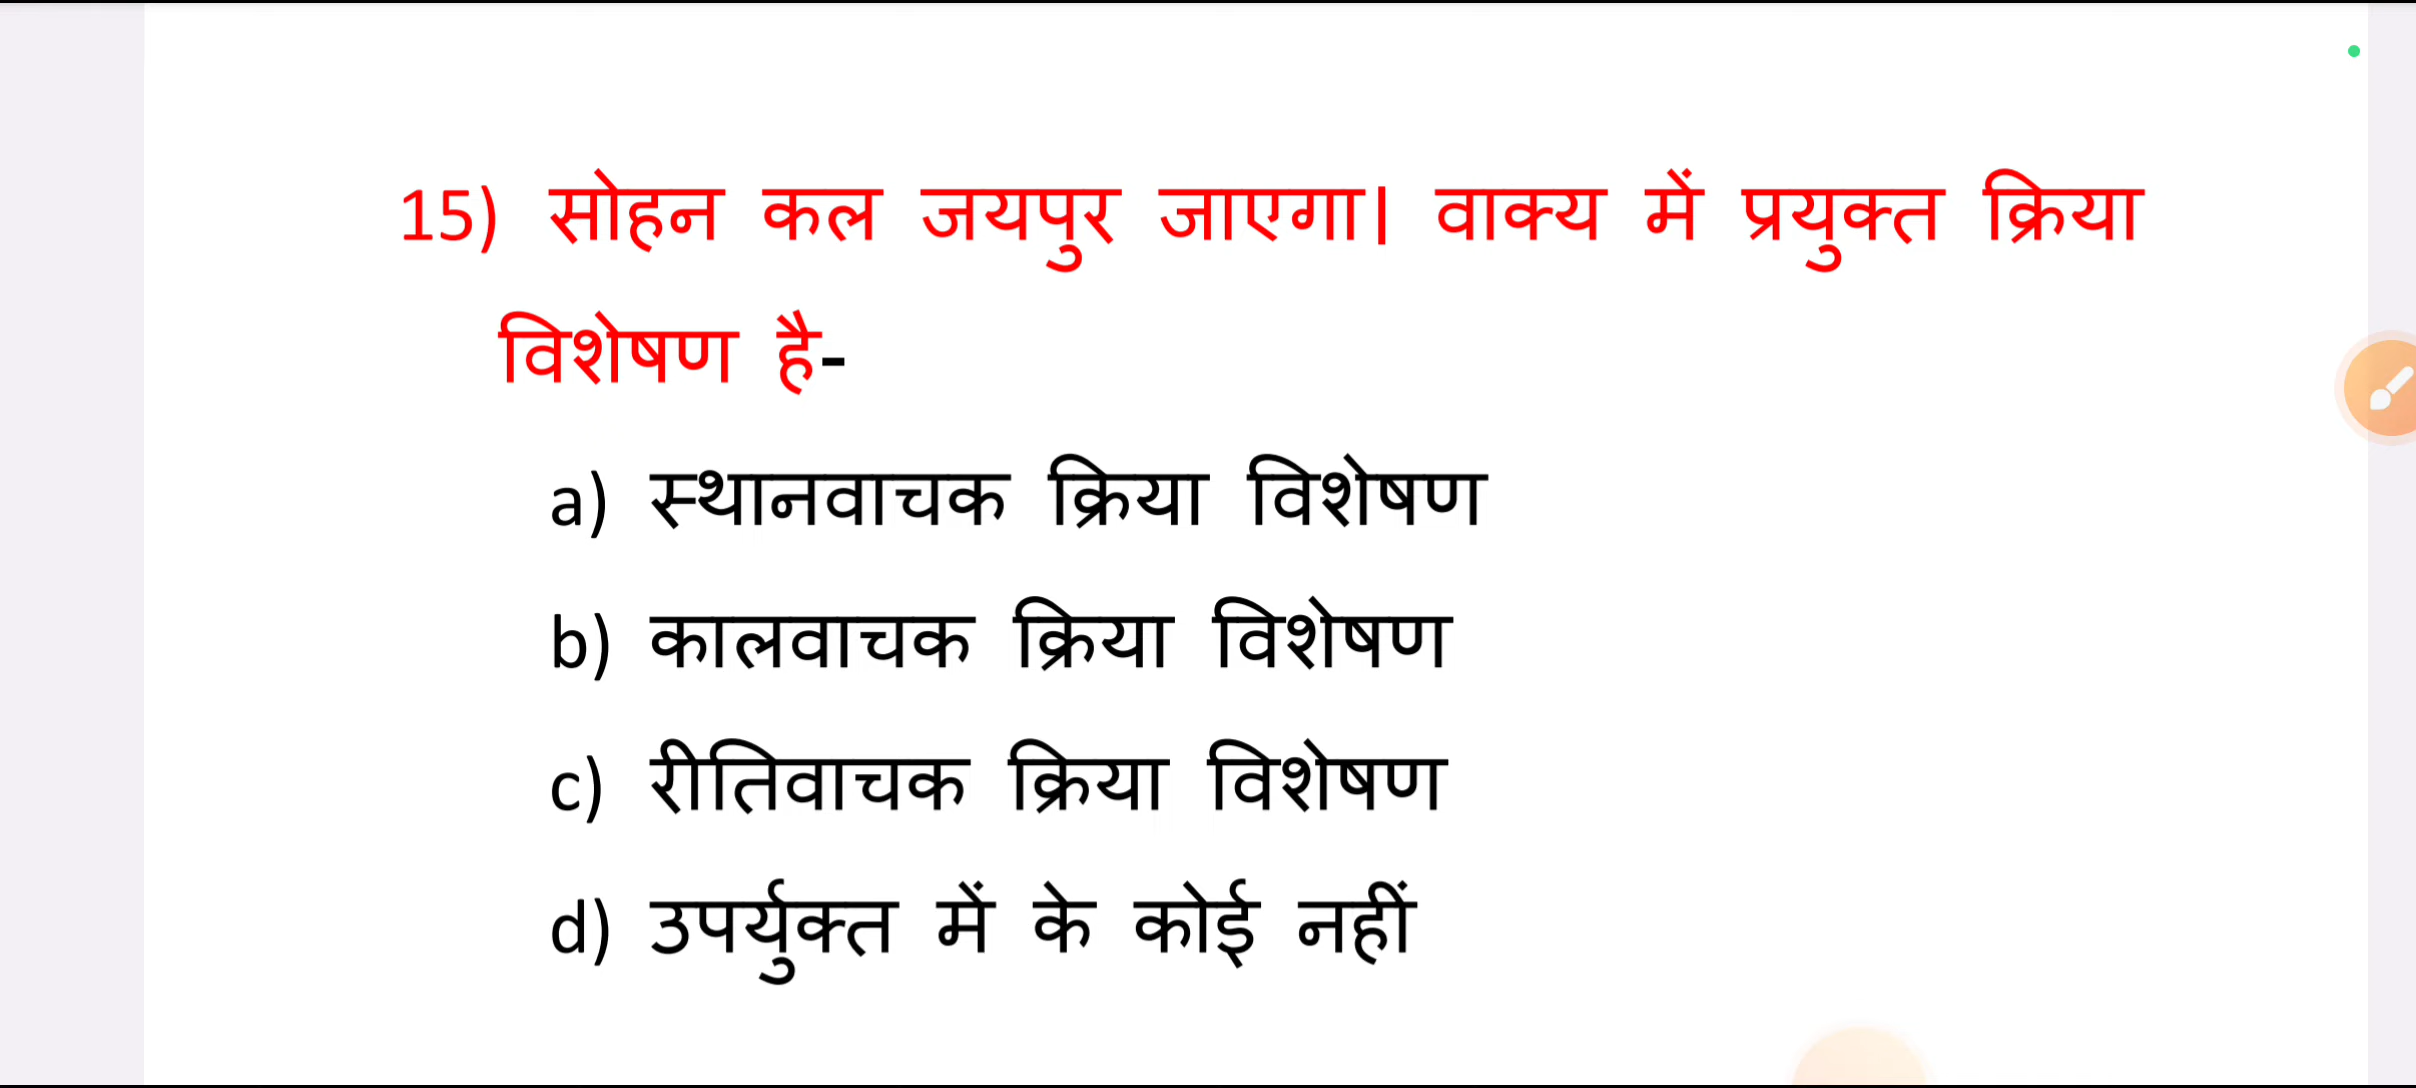 15) सोहन कल जयपुर जाएगा। वाक्य में प्रयुक्त क्रिया
विशेषण है-
a) स्थानवाचक क्रिया विशेषण
b) कालवाचक क्रिया विशेषण
c) रीतिवाचक क्रिया विशेषण
d) उपर्युक्त में के कोई नहीं